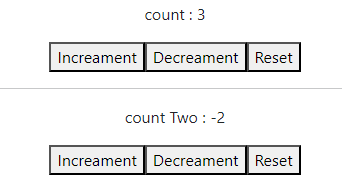 count : 3
Increament Decreament Reset
count Two : -2
Increament Decreament Reset